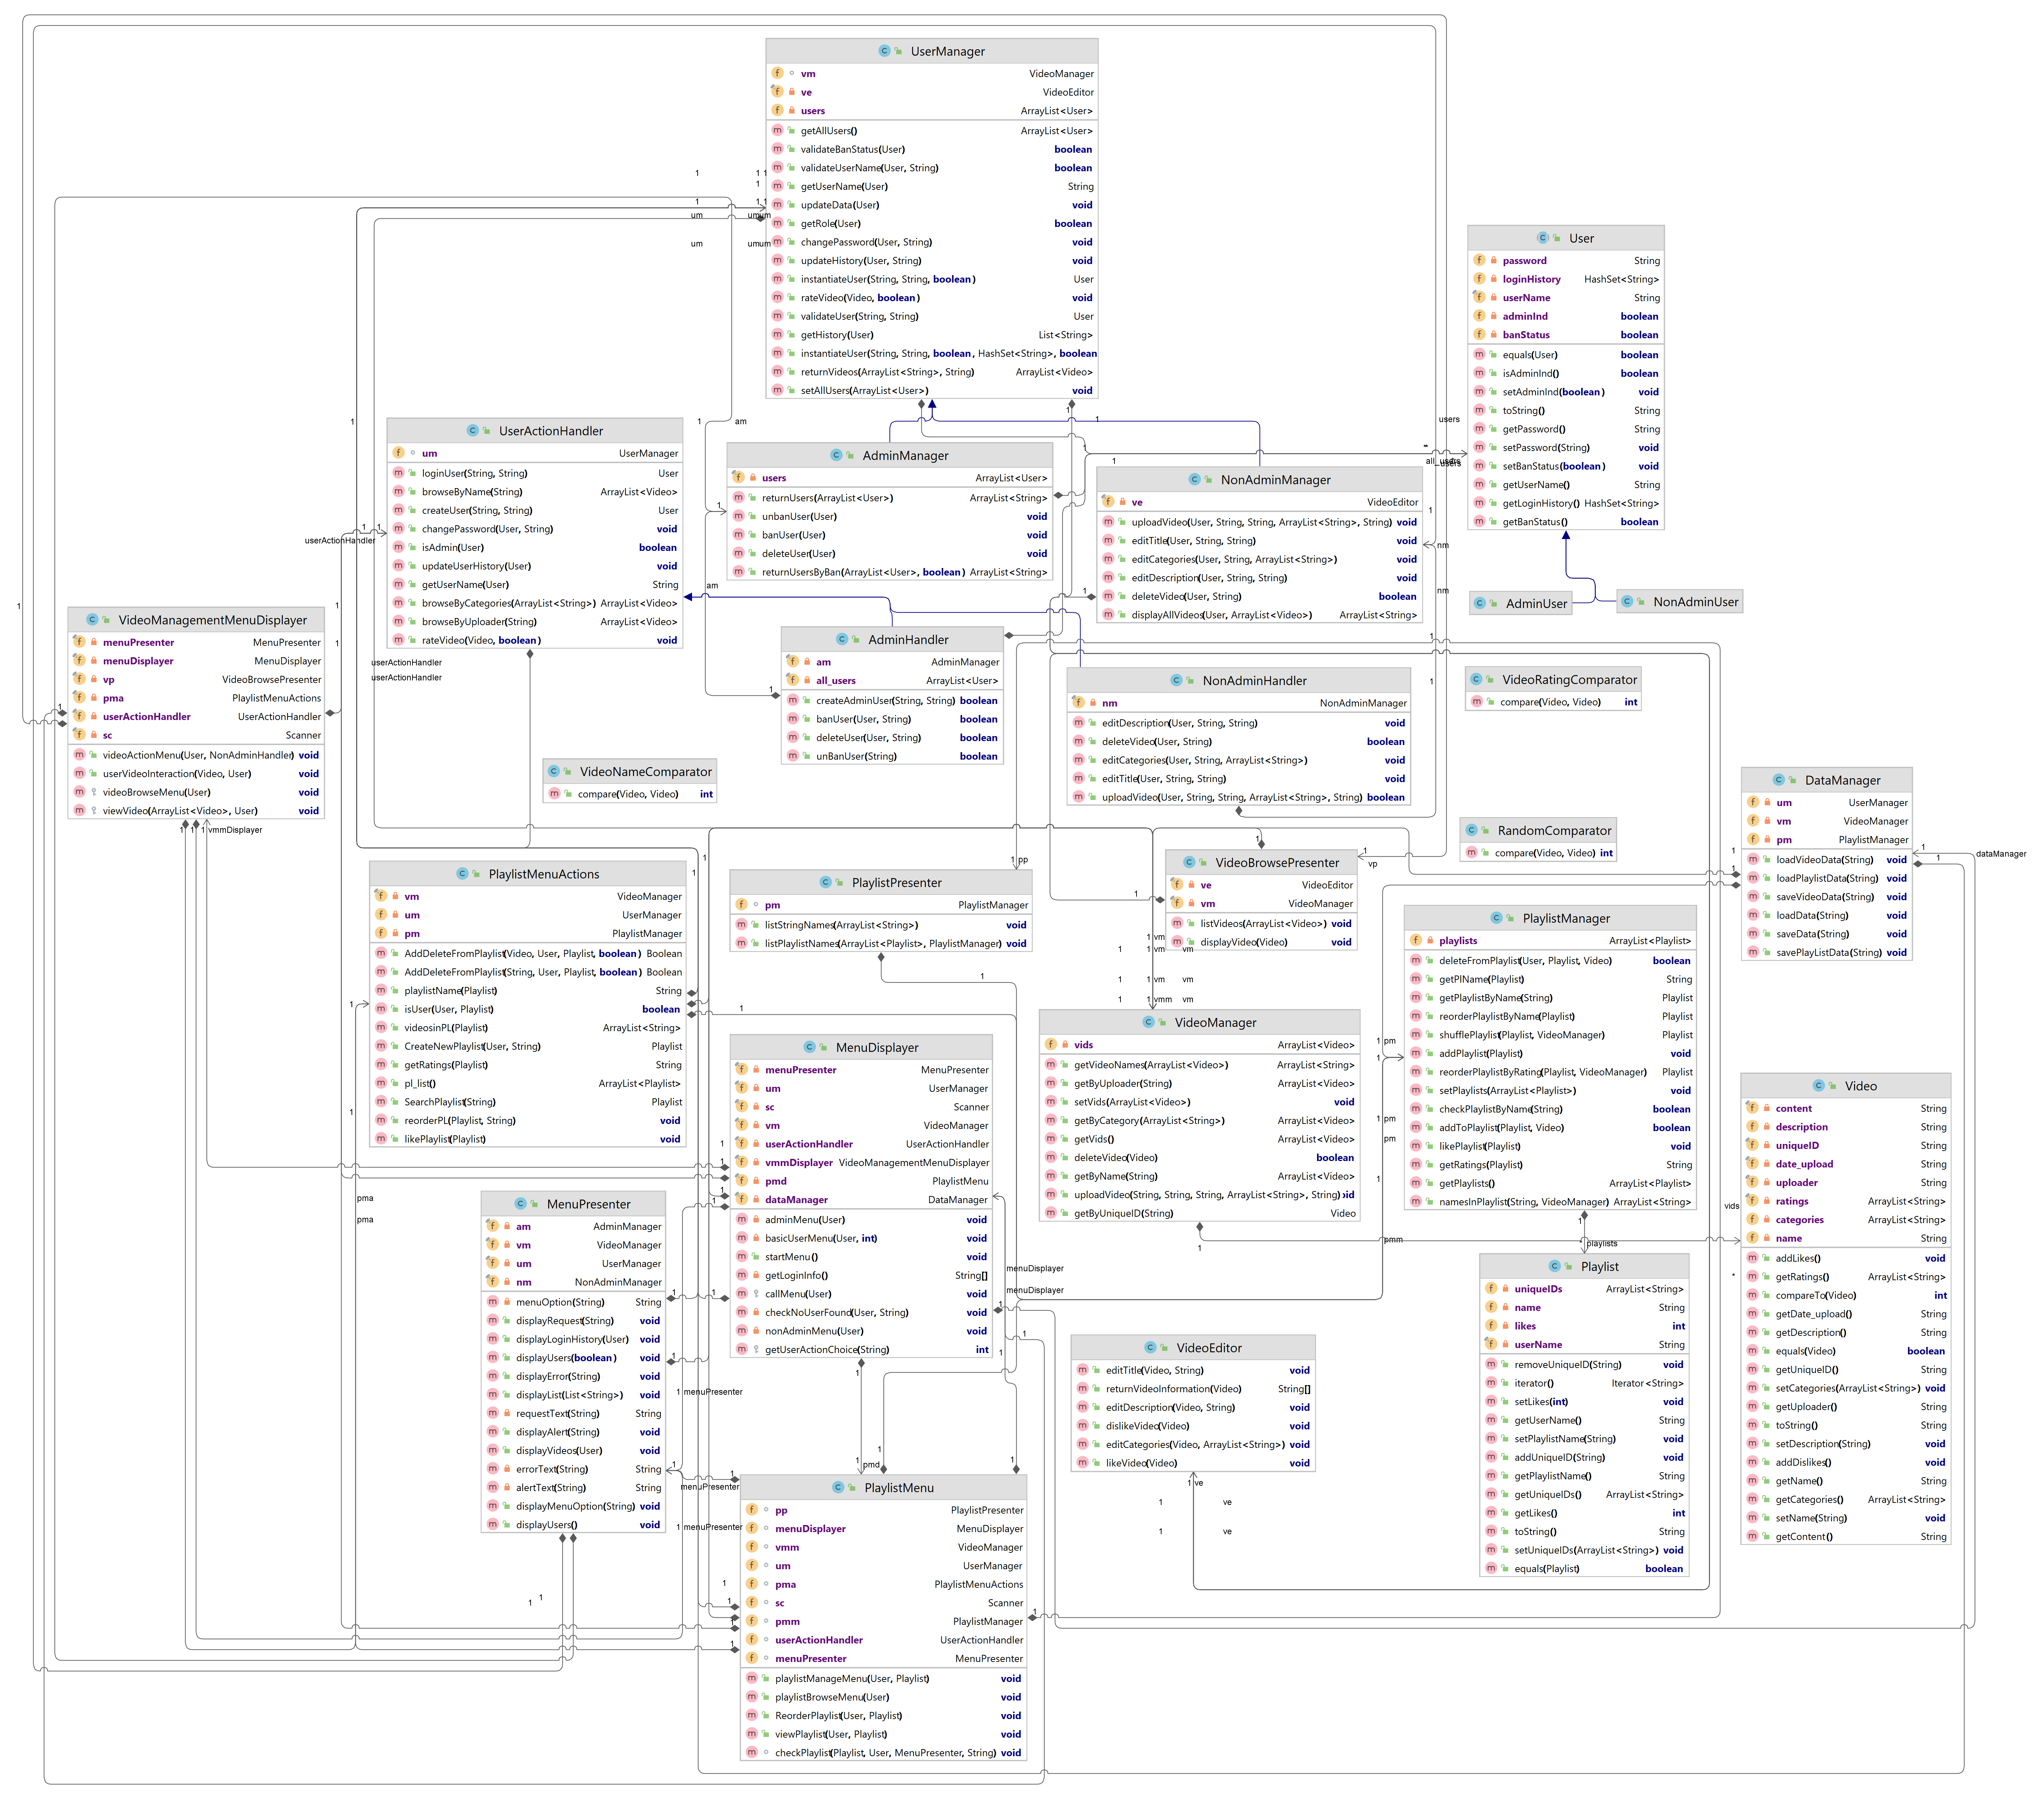 UserManager
vm VideoManager
ve VideoEditor
users ArrayList<User>
getAllUsers() ArrayList<User>
validateBanStatus(User) boolean
validateUserName(User, String) boolean
getUserName(User) String
updateData(User) void
getRole(User) boolean
changePassword(User, String) void
updateHistory(User, String) void
instantiateUser(String, String, boolean) User
rateVideo(Video, boolean) void
validateUser(String, String) User
getHistory(User) List<String>
instantiateUser(String, String, boolean, HashSet<String>, boolean
returnVideos(ArrayList<String>, String) ArrayList<Video>
setAllUsers(ArrayList<User>) void
User
password String
loginHistory HashSet<String>
userName String
adminInd boolean
banStatus boolean
equals(User) boolean
isAdminInd() boolean
setAdminInd(boolean) void
toString() String
getPassword() String
setPassword(String) void
setBanStatus(boolean) void
getUserName() String
getLoginHistory() HashSet<String>
getBanStatus() boolean
UserActionHandler
um UserManager
loginUser(String, String) User
browseByName(String) ArrayList<Video>
createUser(String, String) User
changePassword(User, String) void
isAdmin(User) boolean
updateUserHistory(User) void
getUserName(User) String
browseByCategories(ArrayList<String>) ArrayList<Video>
browseByUploader(String) ArrayList<Video>
rateVideo(Video, boolean) void
AdminManager
users ArrayList<User>
returnUsers(ArrayList<User>) ArrayList<String>
unbanUser(User) void
banUser(User) void
deleteUser(User) void
returnUsersByBan(ArrayList<User>, boolean) ArrayList<String>
NonAdminManager
ve VideoEditor
uploadVideo(User, String, String, ArrayList<String>, String) void
editTitle(User, String, String) void
editCategories(User, String, ArrayList<String>) void
editDescription(User, String, String) void
deleteVideo(User, String) boolean
displayAllVideos(User, ArrayList<Video>) ArrayList<String>
AdminUser
NonAdminUser
VideoManagementMenuDisplayer
menuPresenter MenuPresenter
menuDisplayer MenuDisplayer
vp VideoBrowsePresenter
pma PlaylistMenuActions
userActionHandler UserActionHandler
sc Scanner
videoActionMenu(User, NonAdminHandler) void
userVideoInteraction(Video, User) void
videoBrowseMenu(User) void
viewVideo(ArrayList<Video>, User) void
AdminHandler
am AdminManager
all_users ArrayList<User>
createAdminUser(String, String) boolean
banUser(User, String) boolean
deleteUser(User, String) boolean
unBanUser(String) boolean
NonAdminHandler
nm NonAdminManager
editDescription(User, String, String) void
deleteVideo(User, String) boolean
editCategories(User, String, ArrayList<String>) void
editTitle(User, String, String) void
uploadVideo(User, String, String, ArrayList<String>, String) boolean
VideoRatingComparator
compare(Video, Video) int
VideoNameComparator
compare(Video, Video) int
RandomComparator
compare(Video, Video) int
DataManager
um UserManager
vm VideoManager
pm PlaylistManager
loadVideoData(String) void
loadPlaylistData(String) void
saveVideoData(String) void
loadData(String) void
saveData(String) void
savePlayListData(String) void
PlaylistMenuActions
vm VideoManager
um UserManager
pm PlaylistManager
AddDeleteFromPlaylist(Video, User, Playlist, boolean) Boolean
AddDeleteFromPlaylist(String, User, Playlist, boolean) Boolean
playlistName(Playlist) String
isUser(User, Playlist) boolean
videosinPL(Playlist) ArrayList<String>
CreateNewPlaylist(User, String) Playlist
getRatings(Playlist) String
pl_list() ArrayList<Playlist>
SearchPlaylist(String) Playlist
reorderPL(Playlist, String) void
likePlaylist(Playlist) void
PlaylistPresenter
pm PlaylistManager
listStringNames(ArrayList<String>) void
listPlaylistNames(ArrayList<Playlist>, PlaylistManager) void
VideoBrowsePresenter
ve VideoEditor
vm VideoManager
listVideos(ArrayList<Video>) void
displayVideo(Video) void
PlaylistManager
playlists ArrayList<Playlist>
deleteFromPlaylist(User, Playlist, Video) boolean
getPlName(Playlist) String
getPlaylistByName(String) Playlist
reorderPlaylistByName(Playlist) Playlist
shufflePlaylist(Playlist, VideoManager) Playlist
addPlaylist(Playlist) void
reorderPlaylistByRating(Playlist, VideoManager) Playlist
setPlaylists(ArrayList<Playlist>) void
checkPlaylistByName(String) boolean
addToPlaylist(Playlist, Video) boolean
likePlaylist(Playlist) void
getRatings(Playlist) String
getPlaylists() ArrayList<Playlist>
namesInPlaylist(String, VideoManager) ArrayList<String>
VideoManager
vids ArrayList<Video>
getVideoNames(ArrayList<Video>) ArrayList<String>
getByUploader(String) ArrayList<Video>
setVids(ArrayList<Video>) void
getByCategory(ArrayList<String>) ArrayList<Video>
getVids() ArrayList<Video>
deleteVideo(Video) boolean
getByName(String) ArrayList<Video>
uploadVideo(String, String, String, ArrayList<String>, String) id
getByUniqueID(String) Video
MenuDisplayer
menuPresenter MenuPresenter
um UserManager
sc Scanner
vm VideoManager
userActionHandler UserActionHandler
vmmDisplayer VideoManagementMenuDisplayer
pmd PlaylistMenu
dataManager DataManager
adminMenu(User) void
basicUserMenu(User, int) void
startMenu() void
getLoginInfo() String[]
callMenu(User) void
checkNoUserFound(User, String) void
nonAdminMenu(User) void
getUserActionChoice(String) int
Video
content String
description String
uniqueID String
date_upload String
uploader String
ratings ArrayList<String>
categories ArrayList<String>
name String
addLikes() void
getRatings() ArrayList<String>
compareTo(Video) int
getDate_upload() String
getDescription() String
equals(Video) boolean
getUniqueID() String
setCategories(ArrayList<String>) void
getUploader() String
toString() String
setDescription(String) void
addDislikes() void
getName() String
getCategories() ArrayList<String>
setName(String) void
getContent() String
MenuPresenter
am AdminManager
vm VideoManager
um UserManager
nm NonAdminManager
menuOption(String) String
displayRequest(String) void
displayLoginHistory(User) void
displayUsers(boolean) void
displayError(String) void
displayList(List<String>) void
requestText(String) String
displayAlert(String) void
displayVideos(User) void
errorText(String) String
alertText(String) String
displayMenuOption(String) void
displayUsers() void
Playlist
uniqueIDs ArrayList<String>
name String
likes int
userName String
removeUniqueID(String) void
iterator() Iterator<String>
setLikes(int) void
getUserName() String
setPlaylistName(String) void
addUniqueID(String) void
getPlaylistName() String
getUniqueIDs() ArrayList<String>
getLikes() int
toString() String
setUniqueIDs(ArrayList<String>) void
equals(Playlist) boolean
VideoEditor
editTitle(Video, String) void
returnVideoInformation(Video) String[]
editDescription(Video, String) void
dislikeVideo(Video) void
editCategories(Video, ArrayList<String>) void
likeVideo(Video) void
PlaylistMenu
pp PlaylistPresenter
menuDisplayer MenuDisplayer
vmm VideoManager
um UserManager
pma PlaylistMenuActions
sc Scanner
pmm PlaylistManager
userActionHandler UserActionHandler
menuPresenter MenuPresenter
playlistManageMenu(User, Playlist) void
playlistBrowseMenu(User) void
ReorderPlaylist(User, Playlist) void
viewPlaylist(User, Playlist) void
checkPlaylist(Playlist, User, MenuPresenter, String) void
um
um
am
am
users
nm
nm
userActionHandler
userActionHandler
userActionHandler
vmmDisplayer
1 pp
vp
dataManager
1 vm
1 vm vm
1 vm vm
1 vmm vm
1 pm
1 pm
pm
pmm
vids
playlists
pma
pma
menuDisplayer
menuDisplayer
1 menuPresenter
menuPresenter
1 menuPresenter
1 pmd
1 ve
1 ve
1 ve